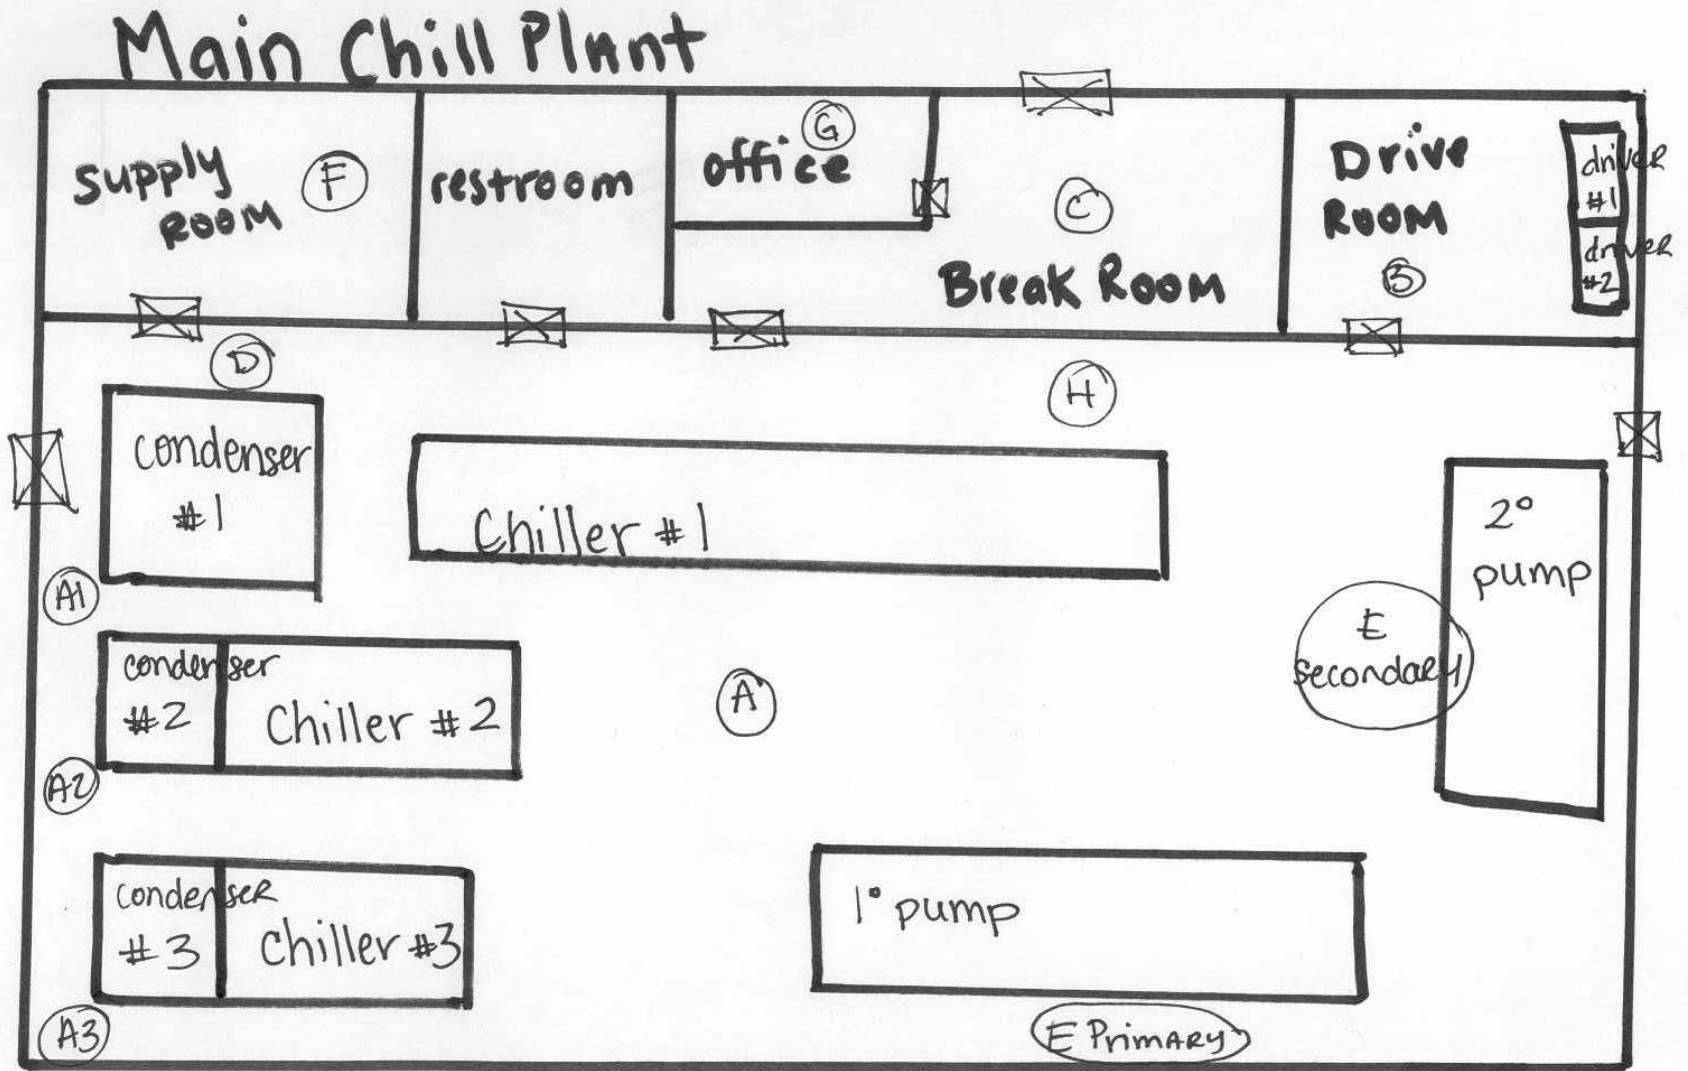 Main Chill Plant
supply
ROOM
F
restroom
office
G
C
Break Room
Drive
ROOM
B
driver
#1
driver
#2
D
H
condenser
#1
Chiller #1
2°
pump
A1
E
secondary
condenser
#2
Chiller #2
A
A2
condenser
#3
Chiller #3
1° pump
A3
E Primary